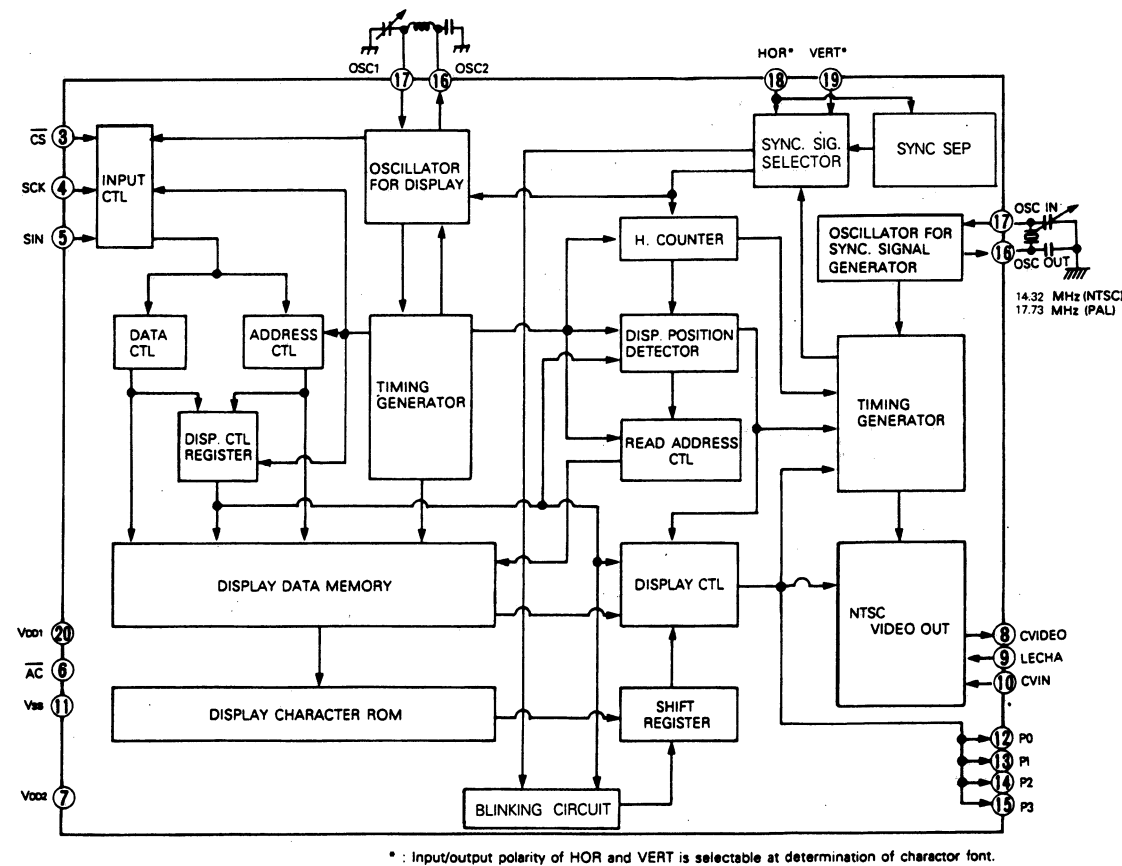 HOR* VERT*
OSC1 OSC2
17 16 18 19
CS 3
SCK 4
SIN 5
INPUT
CTL
OSCILLATOR
FOR DISPLAY
SYNC. SIG.
SELECTOR
SYNC SEP
H. COUNTER
OSCILLATOR FOR
SYNC. SIGNAL
GENERATOR
17 OSC IN
16 OSC OUT
14.32 MHz (NTSC)
17.73 MHz (PAL)
DATA
CTL
ADDRESS
CTL
TIMING
GENERATOR
DISP. POSITION
DETECTOR
TIMING
GENERATOR
DISP. CTL
REGISTER
READ ADDRESS
CTL
DISPLAY DATA MEMORY
DISPLAY CTL
NTSC
VIDEO OUT
VDD1 20
AC 6
VSS 11
VDD2 7
8 CVIDEO
9 LECHA
10 CVIN
DISPLAY CHARACTER ROM
SHIFT
REGISTER
12 P0
13 P1
14 P2
15 P3
BLINKING CIRCUIT
* : Input/output polarity of HOR and VERT is selectable at determination of charactor font.